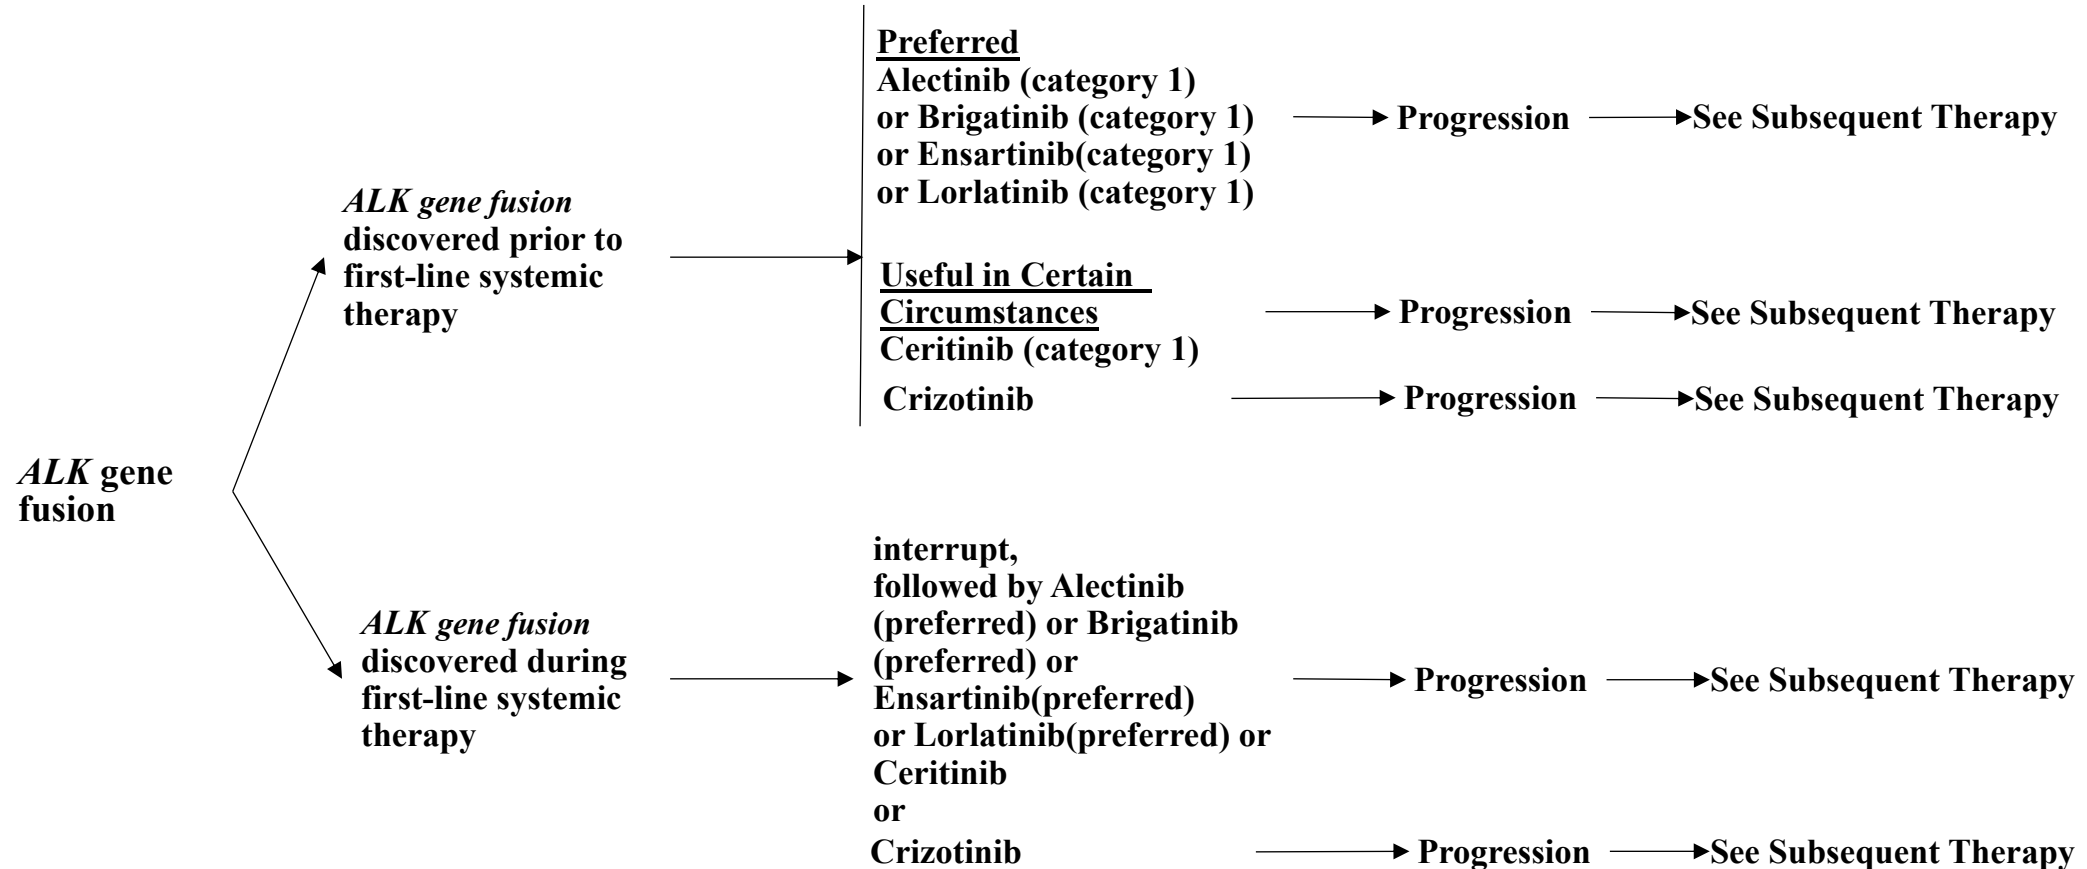 ALK gene
fusion
ALK gene fusion
discovered prior to
first-line systemic
therapy
Preferred
Alectinib (category 1)
or Brigatinib (category 1)
or Ensartinib(category 1)
or Lorlatinib (category 1)
Progression
See Subsequent Therapy
Useful in Certain
Circumstances
Ceritinib (category 1)
Progression
See Subsequent Therapy
Crizotinib
Progression
See Subsequent Therapy
ALK gene fusion
discovered during
first-line systemic
therapy
interrupt,
followed by Alectinib
(preferred) or Brigatinib
(preferred) or
Ensartinib(preferred)
or Lorlatinib(preferred) or
Ceritinib
or
Progression
See Subsequent Therapy
Crizotinib
Progression
See Subsequent Therapy